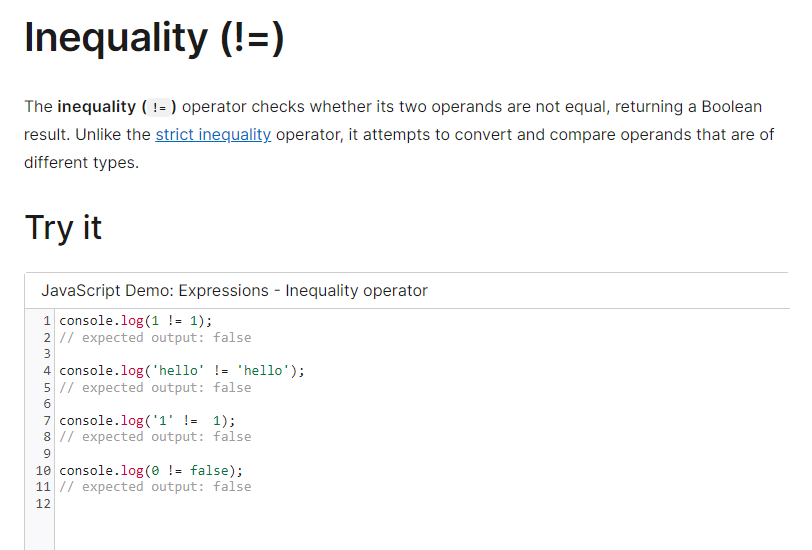 Inequality (!=)
The inequality ( != ) operator checks whether its two operands are not equal, returning a Boolean
result. Unlike the strict inequality operator, it attempts to convert and compare operands that are of
different types.
Try it
JavaScript Demo: Expressions - Inequality operator
1 console.log(1 != 1);
2 // expected output: false
3
4 console.log('hello' != 'hello');
5 // expected output: false
6
7 console.log('1' !=  1);
8 // expected output: false
9
10 console.log(0 != false);
11 // expected output: false
12